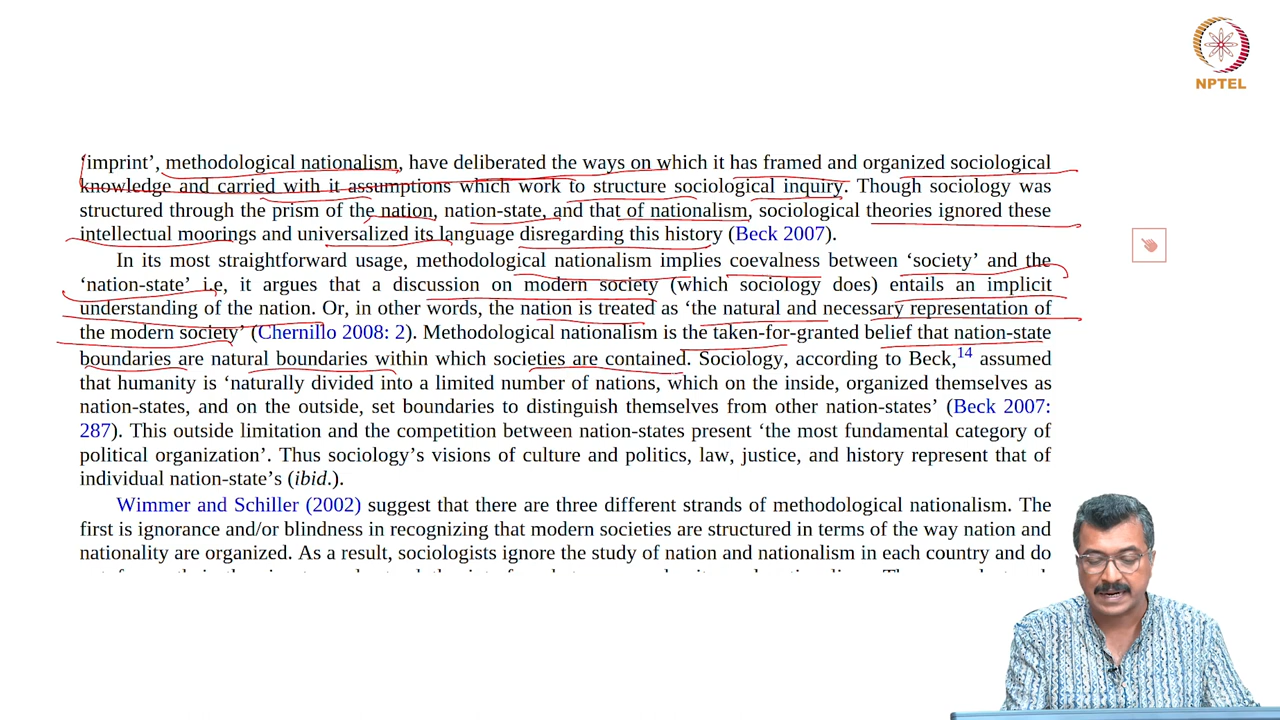 NPTEL
'imprint', methodological nationalism, have deliberated the ways on which it has framed and organized sociological
knowledge and carried with it assumptions which work to structure sociological inquiry. Though sociology was
structured through the prism of the nation, nation-state, and that of nationalism, sociological theories ignored these
intellectual moorings and universalized its language disregarding this history (Beck 2007).
In its most straightforward usage, methodological nationalism implies coevalness between 'society' and the
'nation-state' i.e, it argues that a discussion on modern society (which sociology does) entails an implicit
understanding of the nation. Or, in other words, the nation is treated as 'the natural and necessary representation of
the modern society' (Chernillo 2008: 2). Methodological nationalism is the taken-for-granted belief that nation-state
boundaries are natural boundaries within which societies are contained. Sociology, according to Beck,14 assumed
that humanity is 'naturally divided into a limited number of nations, which on the inside, organized themselves as
nation-states, and on the outside, set boundaries to distinguish themselves from other nation-states' (Beck 2007:
287). This outside limitation and the competition between nation-states present 'the most fundamental category of
political organization'. Thus sociology's visions of culture and politics, law, justice, and history represent that of
individual nation-state's (ibid.).
Wimmer and Schiller (2002) suggest that there are three different strands of methodological nationalism. The
first is ignorance and/or blindness in recognizing that modern societies are structured in terms of the way nation and
nationality are organized. As a result, sociologists ignore the study of nation and nationalism in each country and do